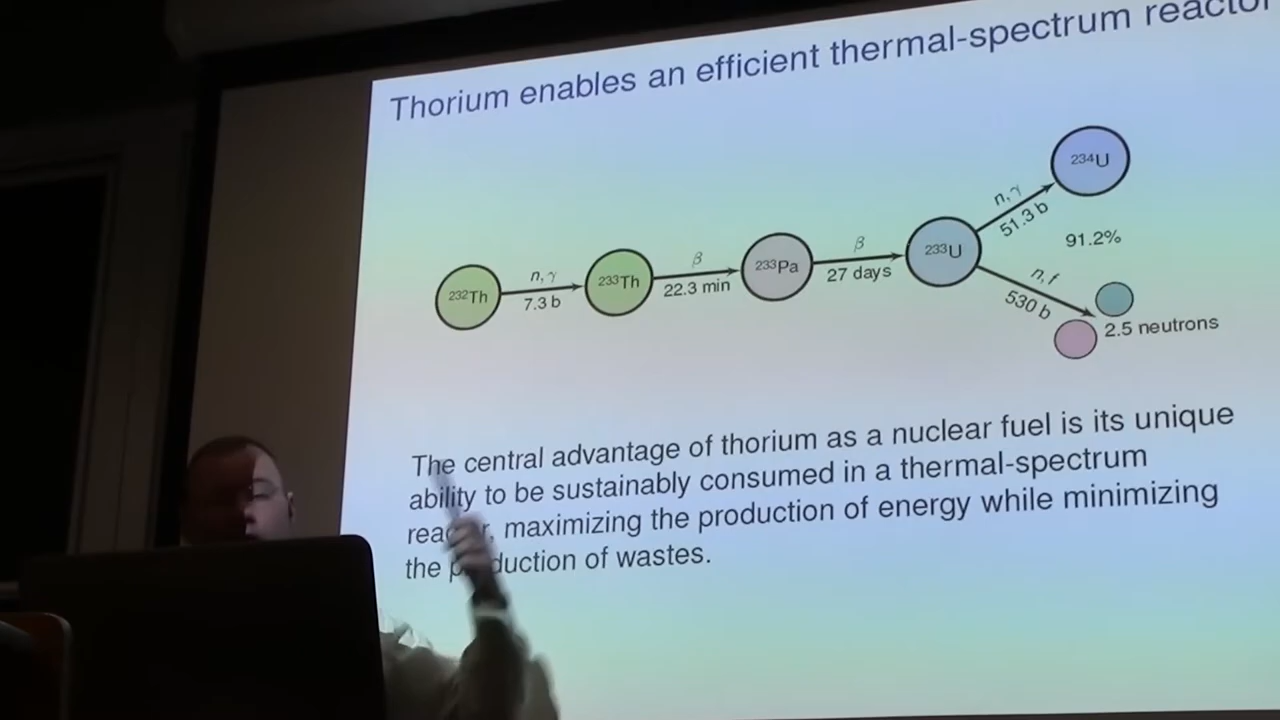 Thorium enables an efficient thermal-spectrum reactor
²³²Th
n,γ
7.3 b
²³³Th
β
22.3 min
²³³Pa
β
27 days
²³³U
n,γ
51.3 b
²³⁴U
91.2%
n,f
530 b
2.5 neutrons
The central advantage of thorium as a nuclear fuel is its unique
ability to be sustainably consumed in a thermal-spectrum
maximizing the production of energy while minimizing
the production of wastes.